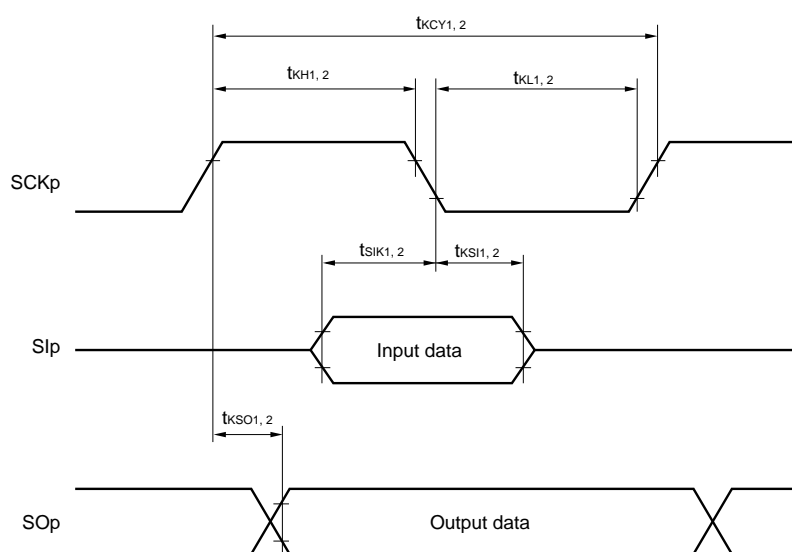 tKCY1, 2
tKH1, 2
tKL1, 2
SCKp
tSIK1, 2
tKSI1, 2
SIp
Input data
tKSO1, 2
SOp
Output data